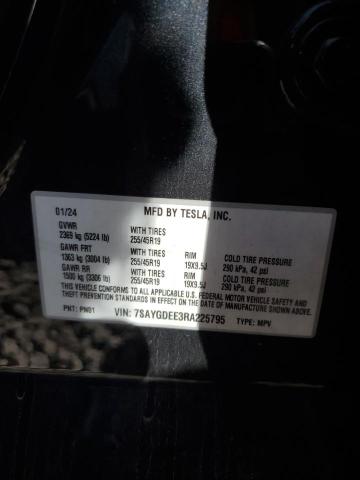 01/24 MFD BY TESLA, INC.
GVWR
2369 kg (5224 lb) WITH TIRES 255/45R19
GAWR FRT
1363 kg (3004 lb) WITH TIRES 255/45R19 RIM 19X9.5J COLD TIRE PRESSURE 290 kPa, 42 psi
GAWR RR
1500 kg (3306 lb) WITH TIRES 255/45R19 RIM 19X9.5J COLD TIRE PRESSURE 290 kPa, 42 psi
THIS VEHICLE CONFORMS TO ALL APPLICABLE U.S. FEDERAL MOTOR VEHICLE SAFETY AND
THEFT PREVENTION STANDARDS IN EFFECT ON THE DATE OF MANUFACTURE SHOWN ABOVE.
PNT: PN01 VIN: 7SAYGDEE3RA225795 TYPE: MPV